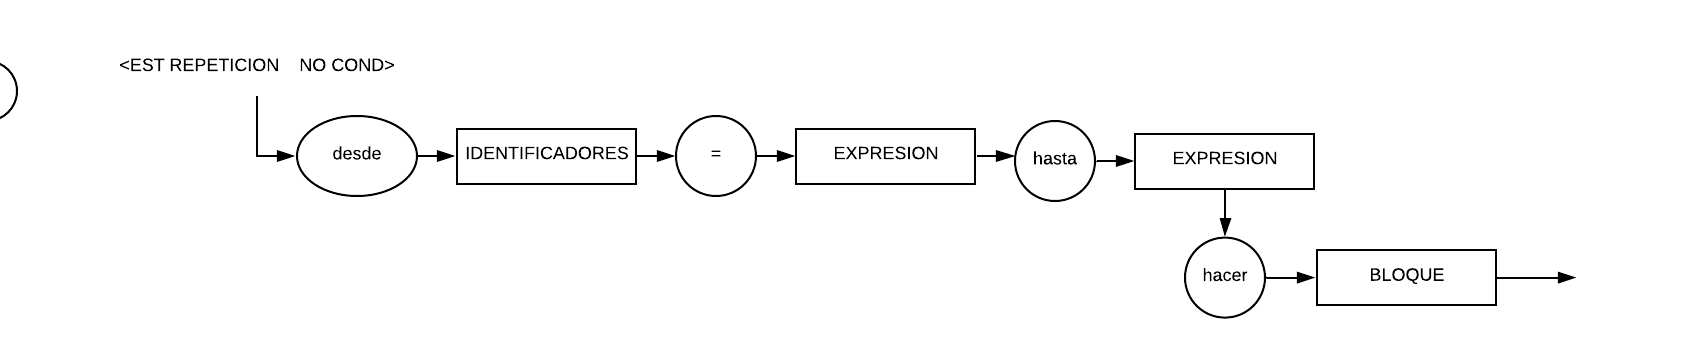 <EST REPETICION NO COND>
desde
IDENTIFICADORES
=
EXPRESION
hasta
EXPRESION
hacer
BLOQUE